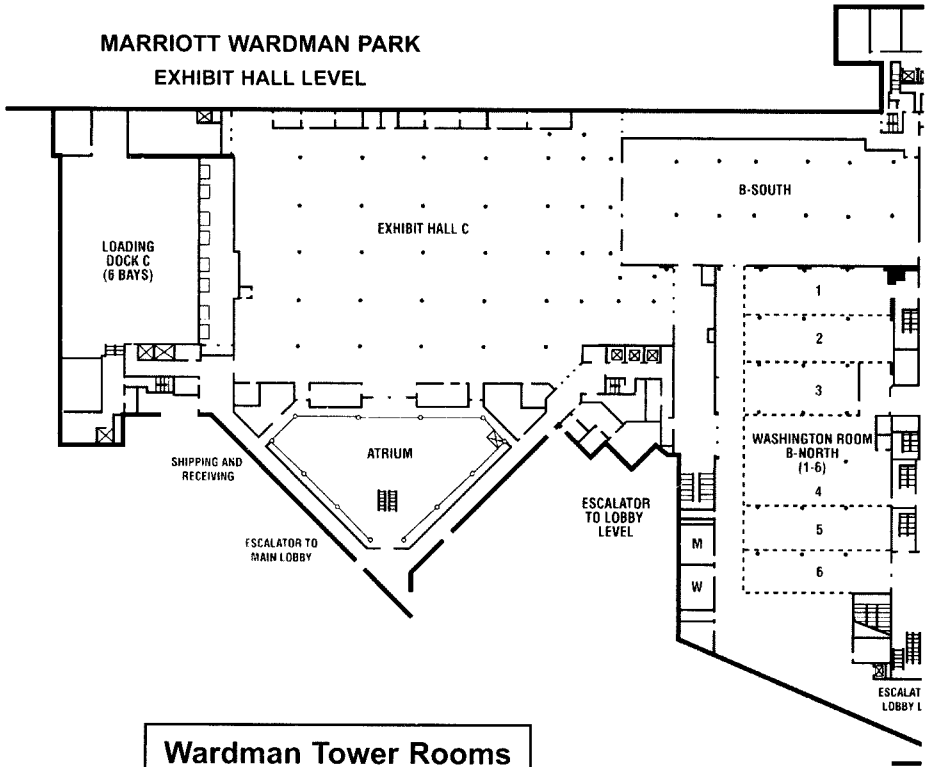 MARRIOTT WARDMAN PARK
EXHIBIT HALL LEVEL
B-SOUTH
EXHIBIT HALL C
LOADING
DOCK C
(6 BAYS)
1
2
3
WASHINGTON ROOM
B-NORTH
(1-6)
4
5
6
ATRIUM
SHIPPING AND
RECEIVING
ESCALATOR
TO LOBBY
LEVEL
ESCALATOR TO
MAIN LOBBY
M
W
ESCALAT
LOBBY L
Wardman Tower Rooms